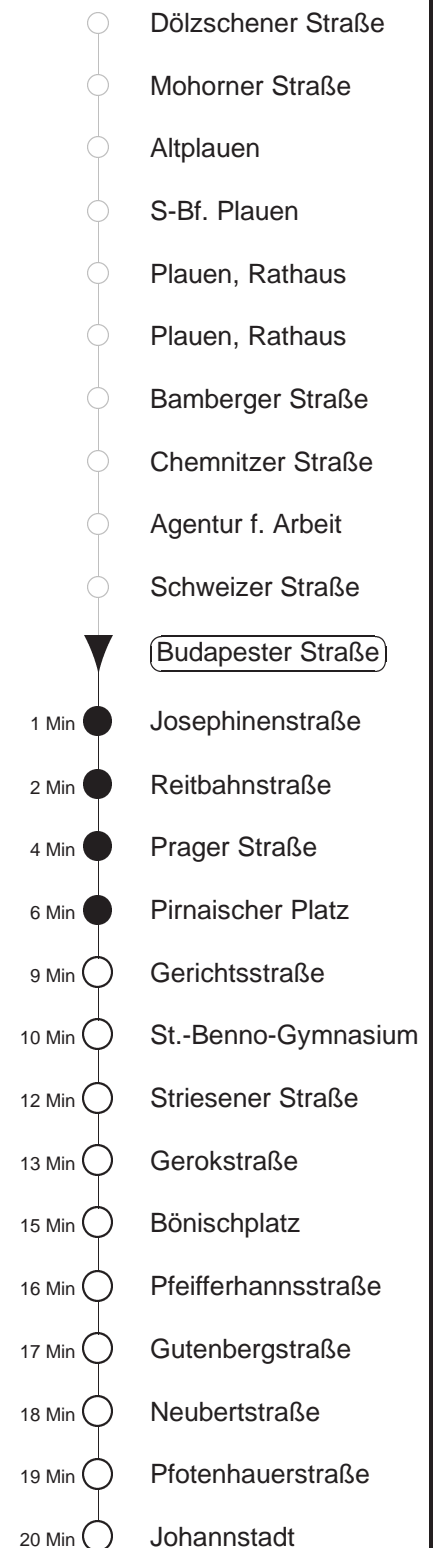 Dölzschener Straße
Mohorner Straße
Altplauen
S-Bf. Plauen
Plauen, Rathaus
Plauen, Rathaus
Bamberger Straße
Chemnitzer Straße
Agentur f. Arbeit
Schweizer Straße
Budapester Straße
1 Min Josephinenstraße
2 Min Reitbahnstraße
4 Min Prager Straße
6 Min Pirnaischer Platz
9 Min Gerichtsstraße
10 Min St.-Benno-Gymnasium
12 Min Striesener Straße
13 Min Gerokstraße
15 Min Bönischplatz
16 Min Pfeifferhannsstraße
17 Min Gutenbergstraße
18 Min Neubertstraße
19 Min Pfotenhauerstraße
20 Min Johannstadt